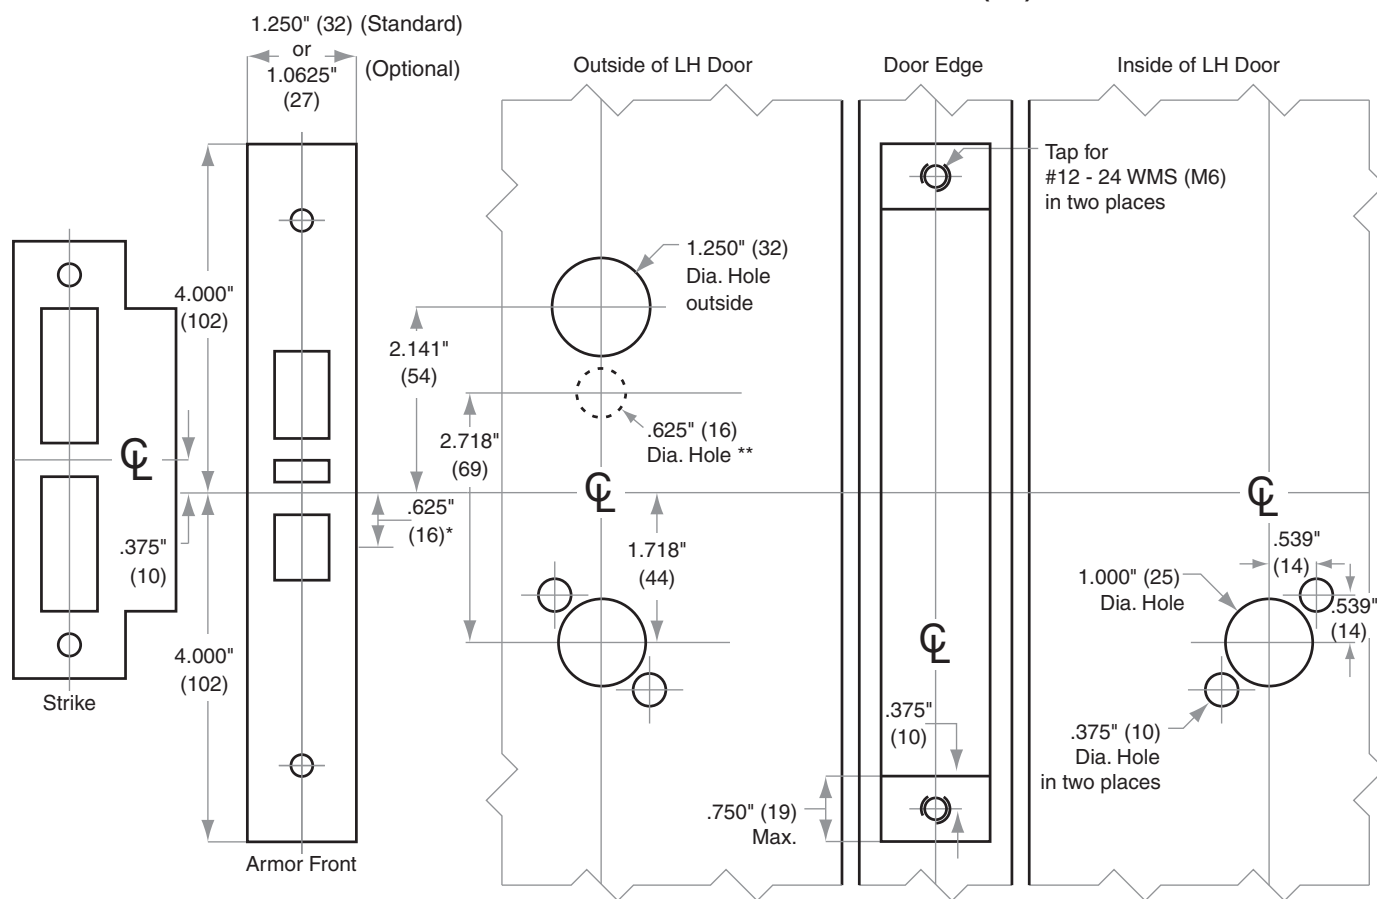 1.250" (32) (Standard)
or
1.0625" (Optional)
(27)
Outside of LH Door
Door Edge
Inside of LH Door
Tap for
#12 - 24 WMS (M6)
in two places
1.250" (32)
Dia. Hole
outside
4.000"
(102)
2.141"
(54)
2.718"
(69)
.625" (16)
Dia. Hole **
℄
℄
℄
.625"
(16)*
.375"
(10)
1.718"
(44)
.539"
(14)
1.000" (25)
Dia. Hole
.539"
(14)
℄
4.000"
(102)
Strike
.375"
(10)
.375" (10)
Dia. Hole
in two places
.750" (19)
Max.
Armor Front